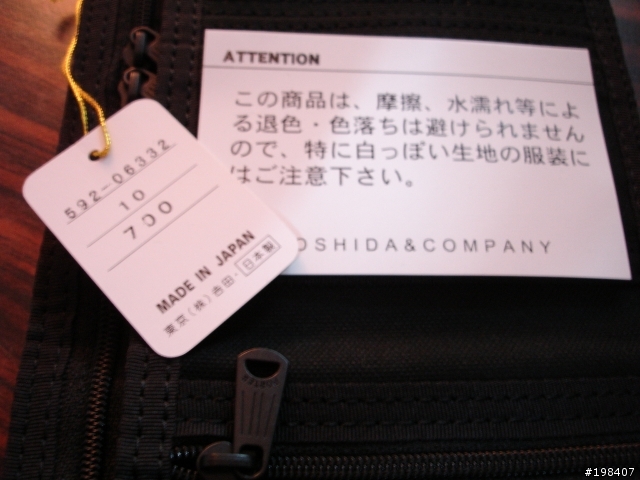 ATTENTION
この商品は、摩擦、水濡れ等によ
る退色・色落ちは避けられません
ので、特に白っぽい生地の服装に
はご注意下さい。
OSHIDA&COMPANY
592-06332
10
700
MADE IN JAPAN
東京(株)吉田・日本製
PORTER
#198407